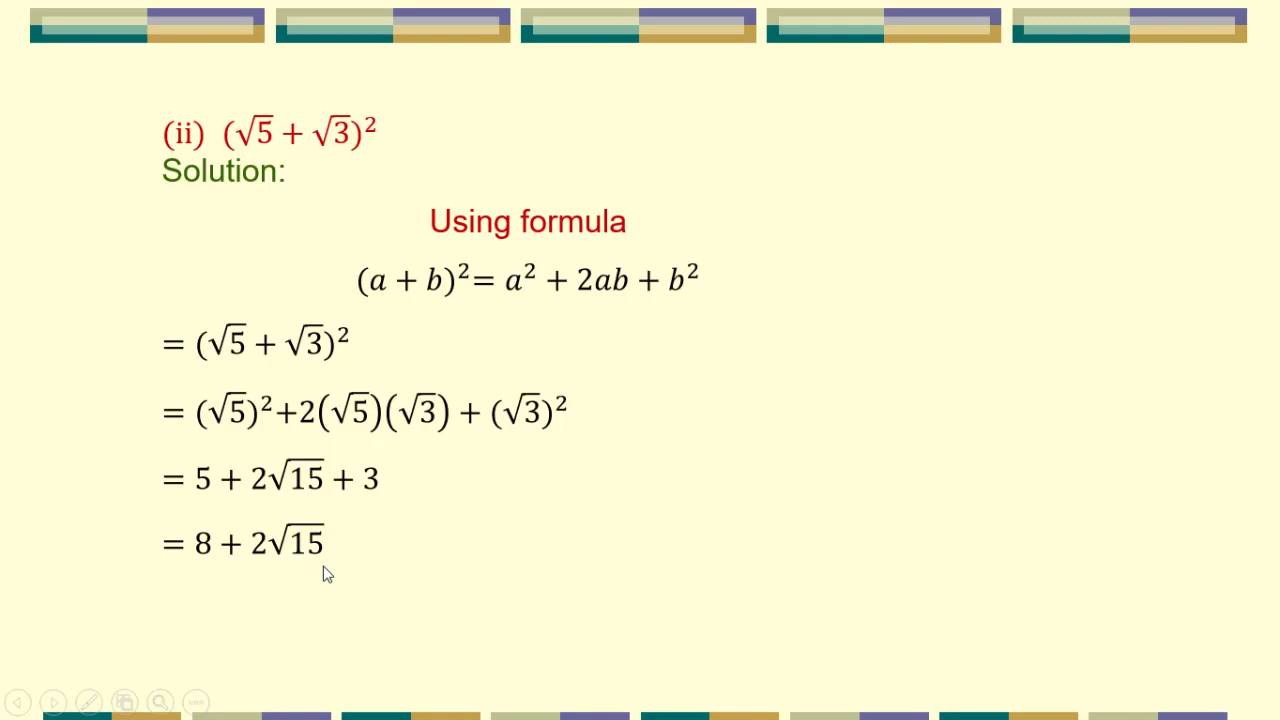 (ii) (√5 + √3)²
Solution:
Using formula
(a + b)²= a² + 2ab + b²
= (√5 + √3)²
= (√5)²+2(√5)(√3) + (√3)²
= 5 + 2√15 + 3
= 8 + 2√15